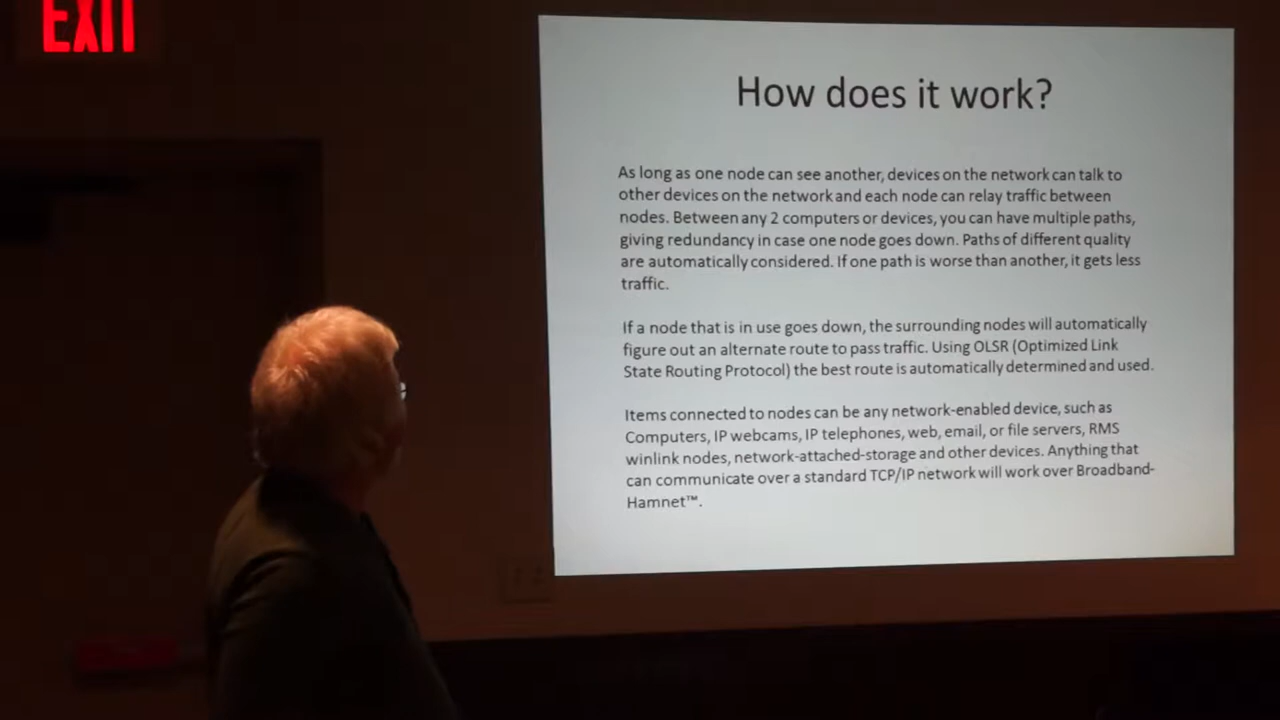 EXIT
How does it work?
As long as one node can see another, devices on the network can talk to
other devices on the network and each node can relay traffic between
nodes. Between any 2 computers or devices, you can have multiple paths,
giving redundancy in case one node goes down. Paths of different quality
are automatically considered. If one path is worse than another, it gets less
traffic.
If a node that is in use goes down, the surrounding nodes will automatically
figure out an alternate route to pass traffic. Using OLSR (Optimized Link
State Routing Protocol) the best route is automatically determined and used.
Items connected to nodes can be any network-enabled device, such as
Computers, IP webcams, IP telephones, web, email, or file servers, RMS
winlink nodes, network-attached-storage and other devices. Anything that
can communicate over a standard TCP/IP network will work over Broadband-
Hamnet™.